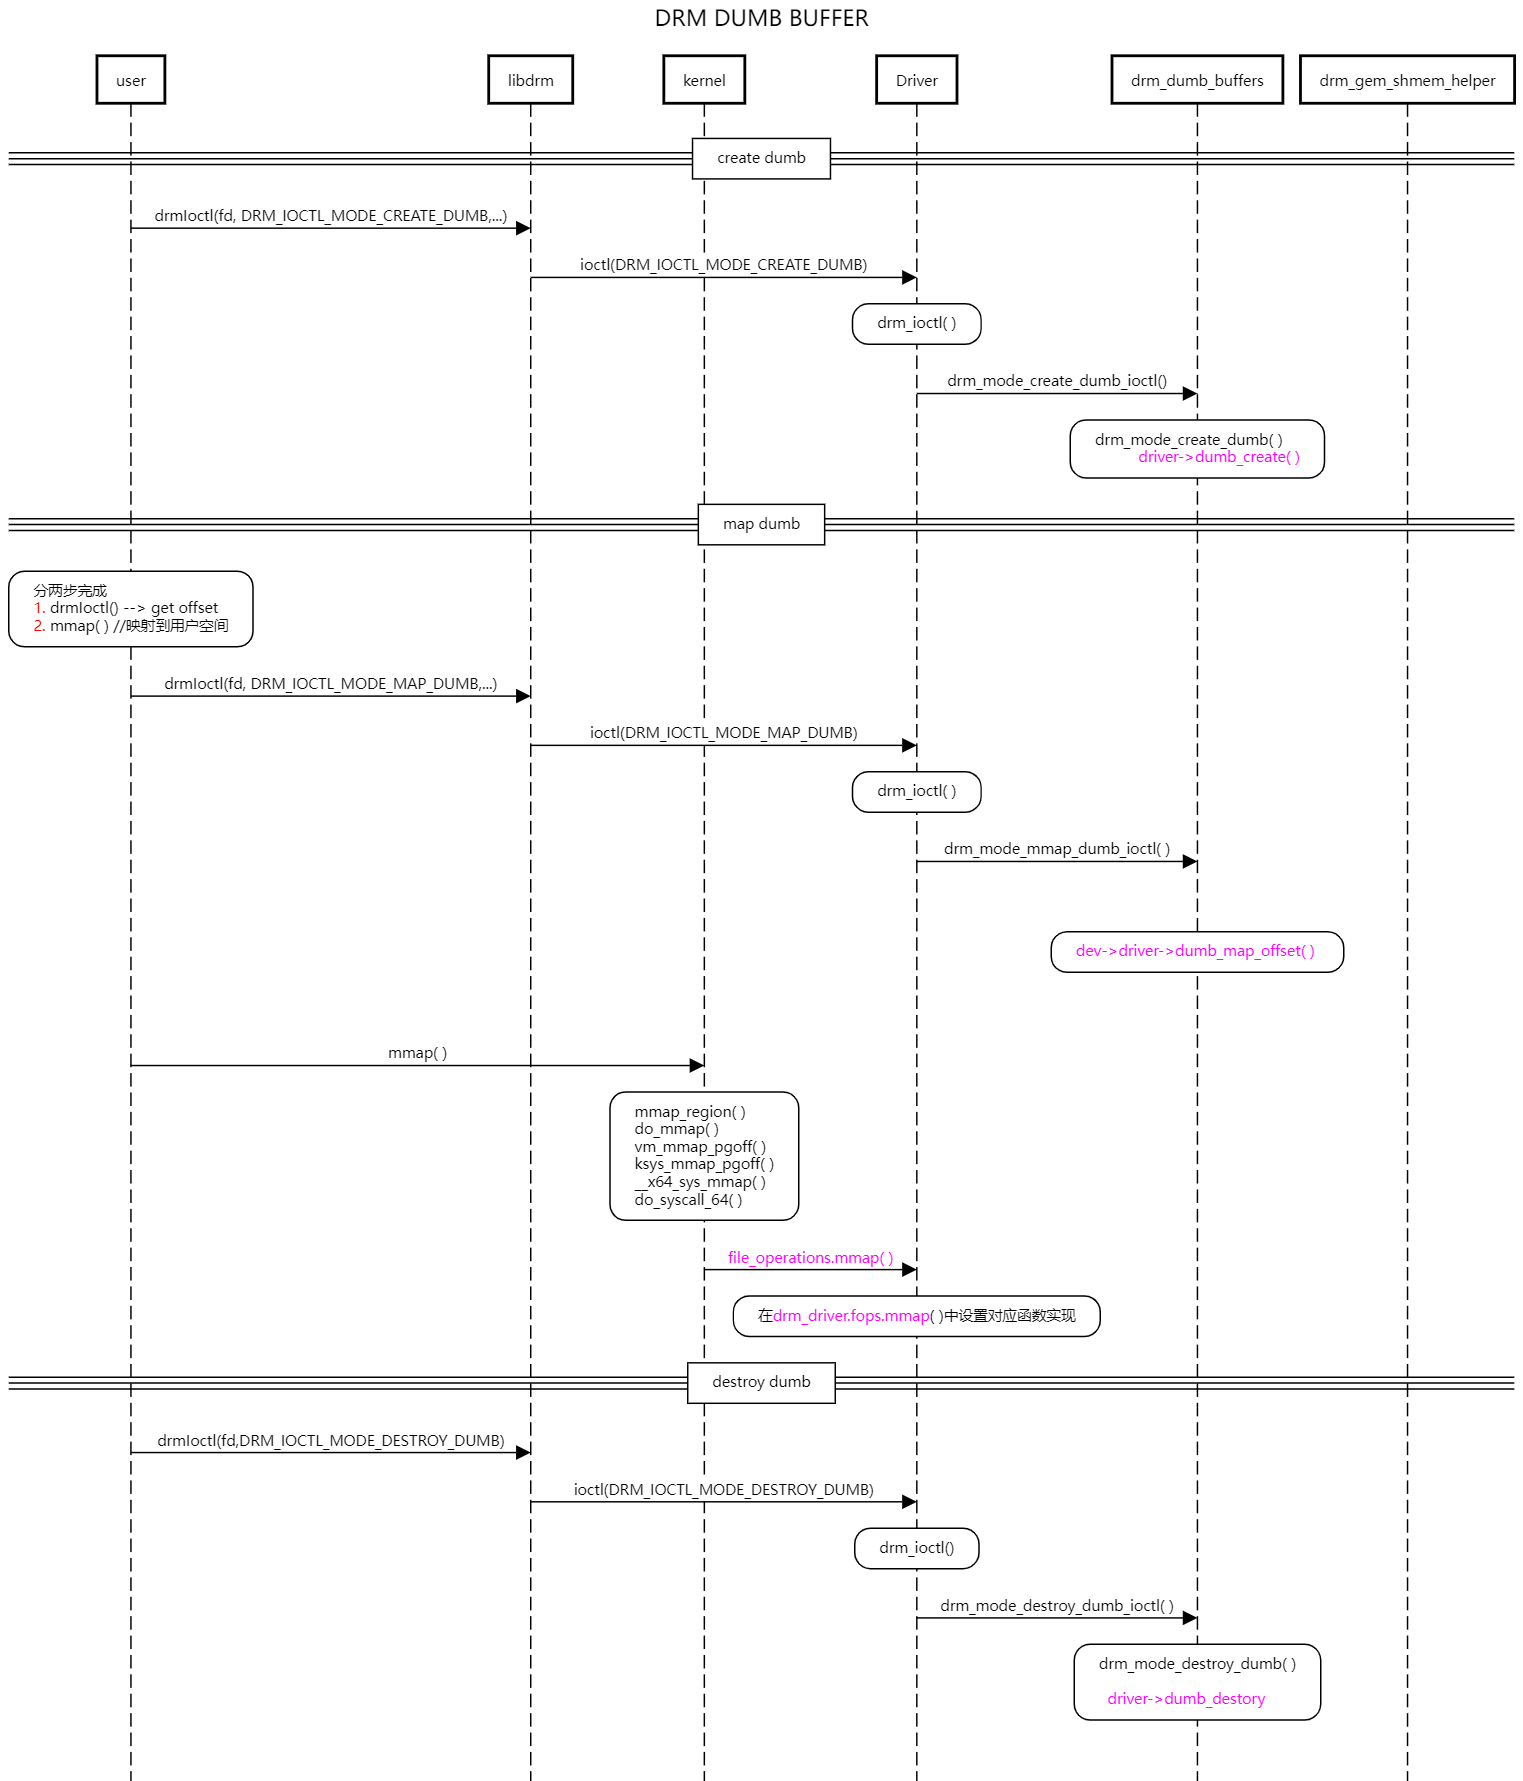 DRM DUMB BUFFER
user
libdrm
kernel
Driver
drm_dumb_buffers
drm_gem_shmem_helper
create dumb
drmIoctl(fd, DRM_IOCTL_MODE_CREATE_DUMB,...)
ioctl(DRM_IOCTL_MODE_CREATE_DUMB)
drm_ioctl( )
drm_mode_create_dumb_ioctl()
drm_mode_create_dumb( )
driver->dumb_create( )
map dumb
分两步完成
1. drmIoctl() --> get offset
2. mmap( ) //映射到用户空间
drmIoctl(fd, DRM_IOCTL_MODE_MAP_DUMB,...)
ioctl(DRM_IOCTL_MODE_MAP_DUMB)
drm_ioctl( )
drm_mode_mmap_dumb_ioctl( )
dev->driver->dumb_map_offset( )
mmap( )
mmap_region( )
do_mmap( )
vm_mmap_pgoff( )
ksys_mmap_pgoff( )
__x64_sys_mmap( )
do_syscall_64( )
file_operations.mmap( )
在drm_driver.fops.mmap( )中设置对应函数实现
destroy dumb
drmIoctl(fd,DRM_IOCTL_MODE_DESTROY_DUMB)
ioctl(DRM_IOCTL_MODE_DESTROY_DUMB)
drm_ioctl()
drm_mode_destroy_dumb_ioctl( )
drm_mode_destroy_dumb( )
driver->dumb_destory